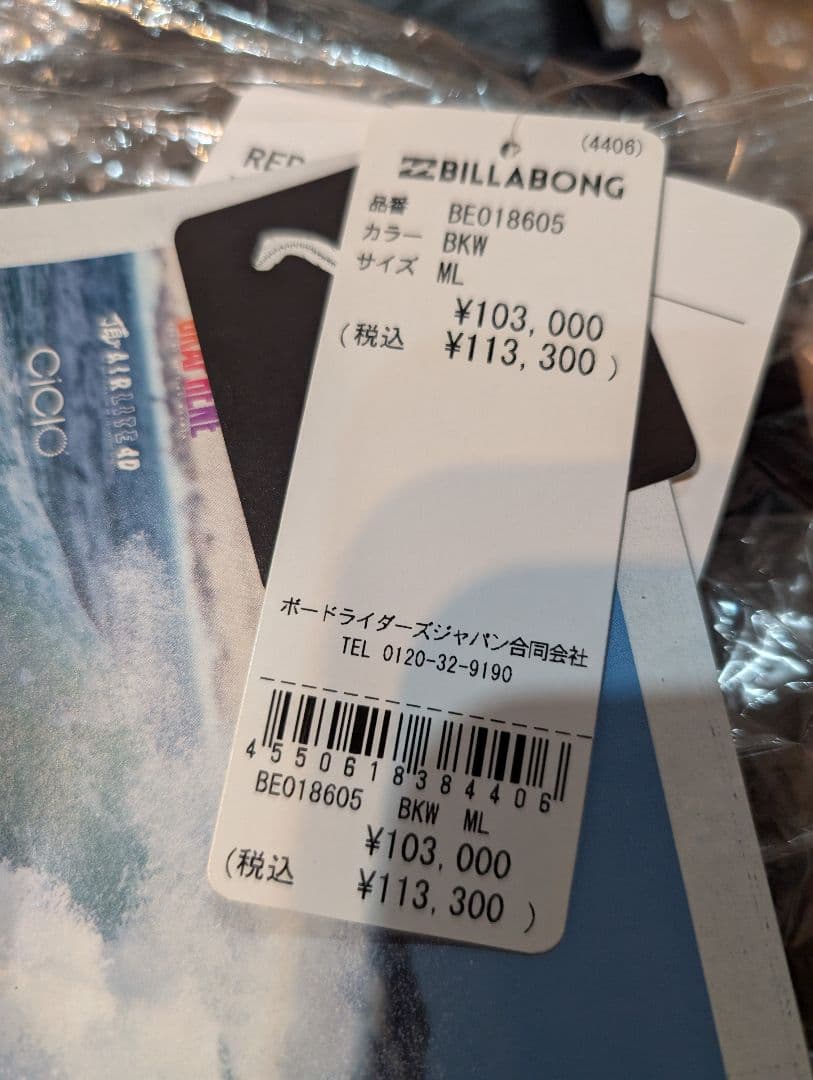 (4406)
BILLABONG
品番 BE018605
カラー BKW
サイズ ML
¥103,000
(税込 ¥113,300)
ボードライダーズジャパン合同会社
TEL 0120-32-9190
4550618384406
BE018605 BKW ML
¥103,000
(税込 ¥113,300)
CiClO
AIRLITE 40